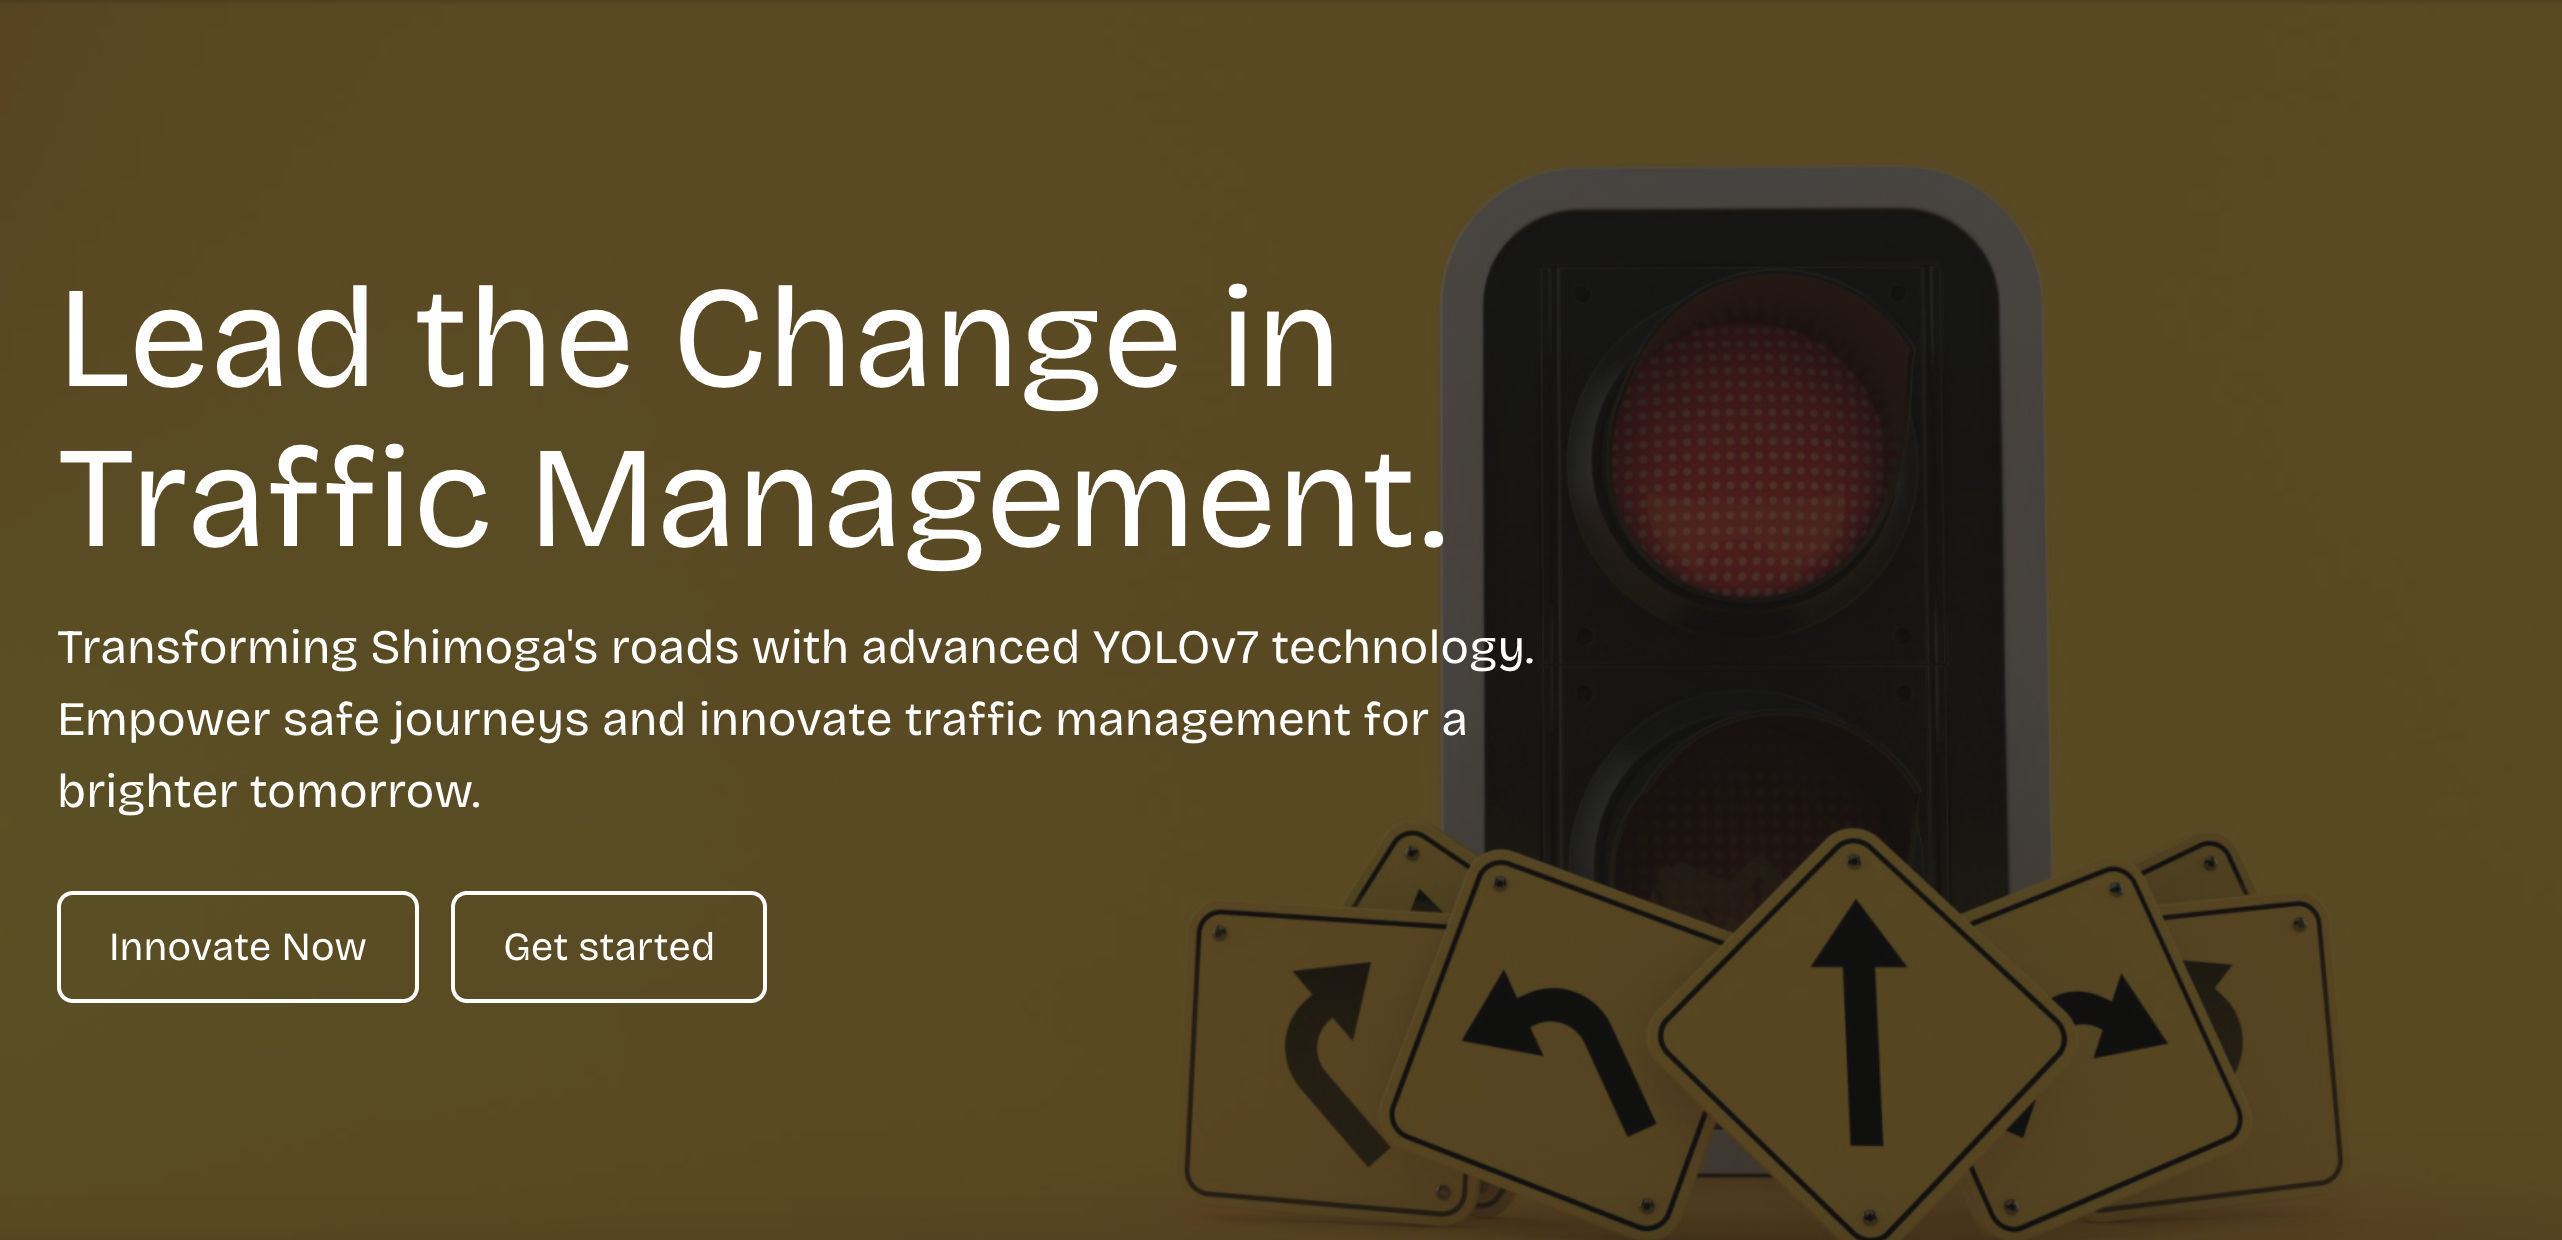 Lead the Change in
Traffic Management.
Transforming Shimoga's roads with advanced YOLOv7 technology.
Empower safe journeys and innovate traffic management for a
brighter tomorrow.
Innovate Now
Get started